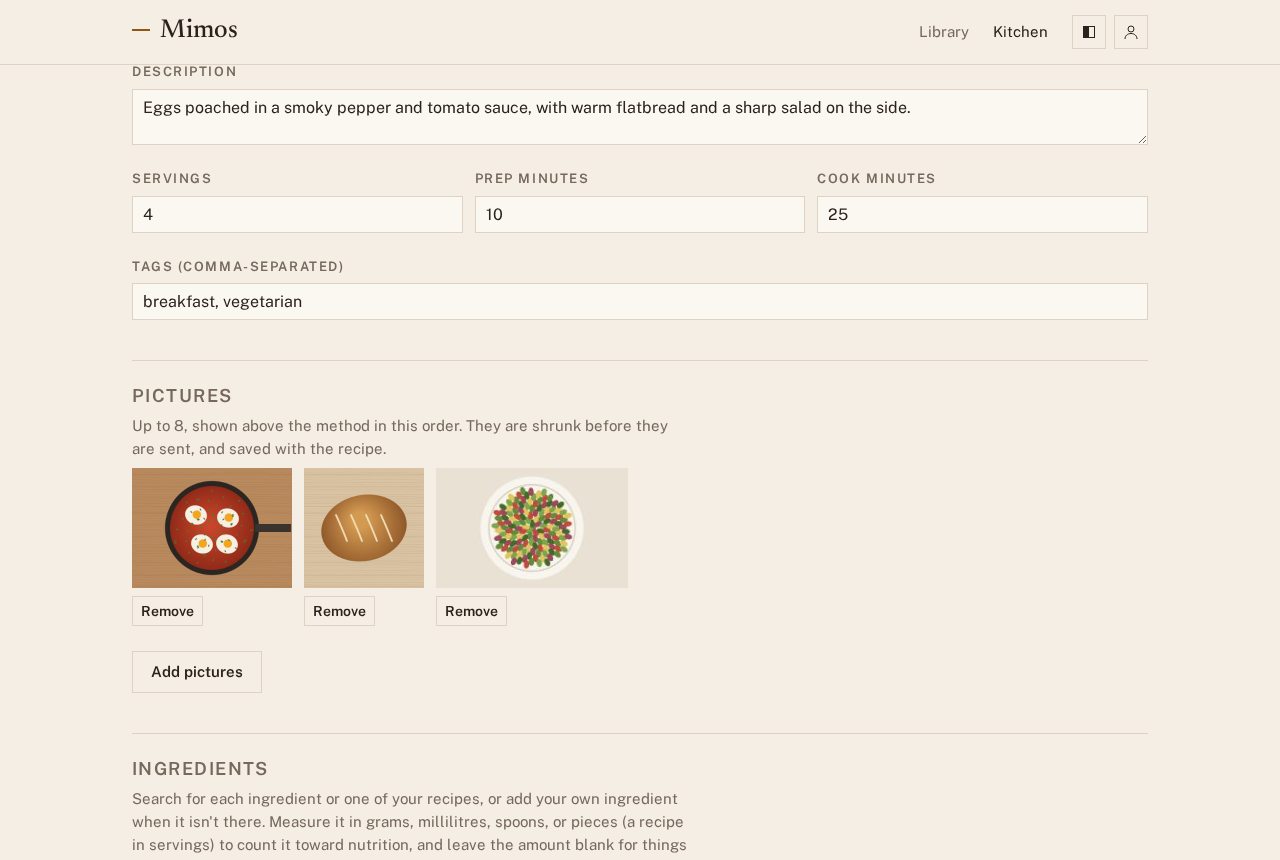 Mimos
Library
Kitchen
DESCRIPTION
Eggs poached in a smoky pepper and tomato sauce, with warm flatbread and a sharp salad on the side.
SERVINGS
PREP MINUTES
COOK MINUTES
4
10
25
TAGS (COMMA-SEPARATED)
breakfast, vegetarian
PICTURES
Up to 8, shown above the method in this order. They are shrunk before they
are sent, and saved with the recipe.
Remove
Remove
Remove
Add pictures
INGREDIENTS
Search for each ingredient or one of your recipes, or add your own ingredient
when it isn't there. Measure it in grams, millilitres, spoons, or pieces (a recipe
in servings) to count it toward nutrition, and leave the amount blank for things